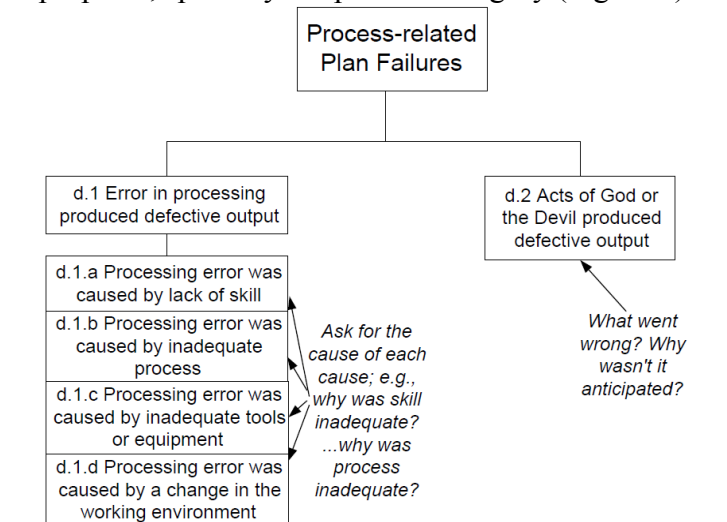 Process-related
Plan Failures
d.1 Error in processing
produced defective output
d.2 Acts of God or
the Devil produced
defective output
d.1.a Processing error was
caused by lack of skill
d.1.b Processing error was
caused by inadequate
process
d.1.c Processing error was
caused by inadequate tools
or equipment
d.1.d Processing error was
caused by a change in the
working environment
Ask for the
cause of each
cause; e.g.,
why was skill
inadequate?
...why was
process
inadequate?
What went
wrong? Why
wasn't it
anticipated?